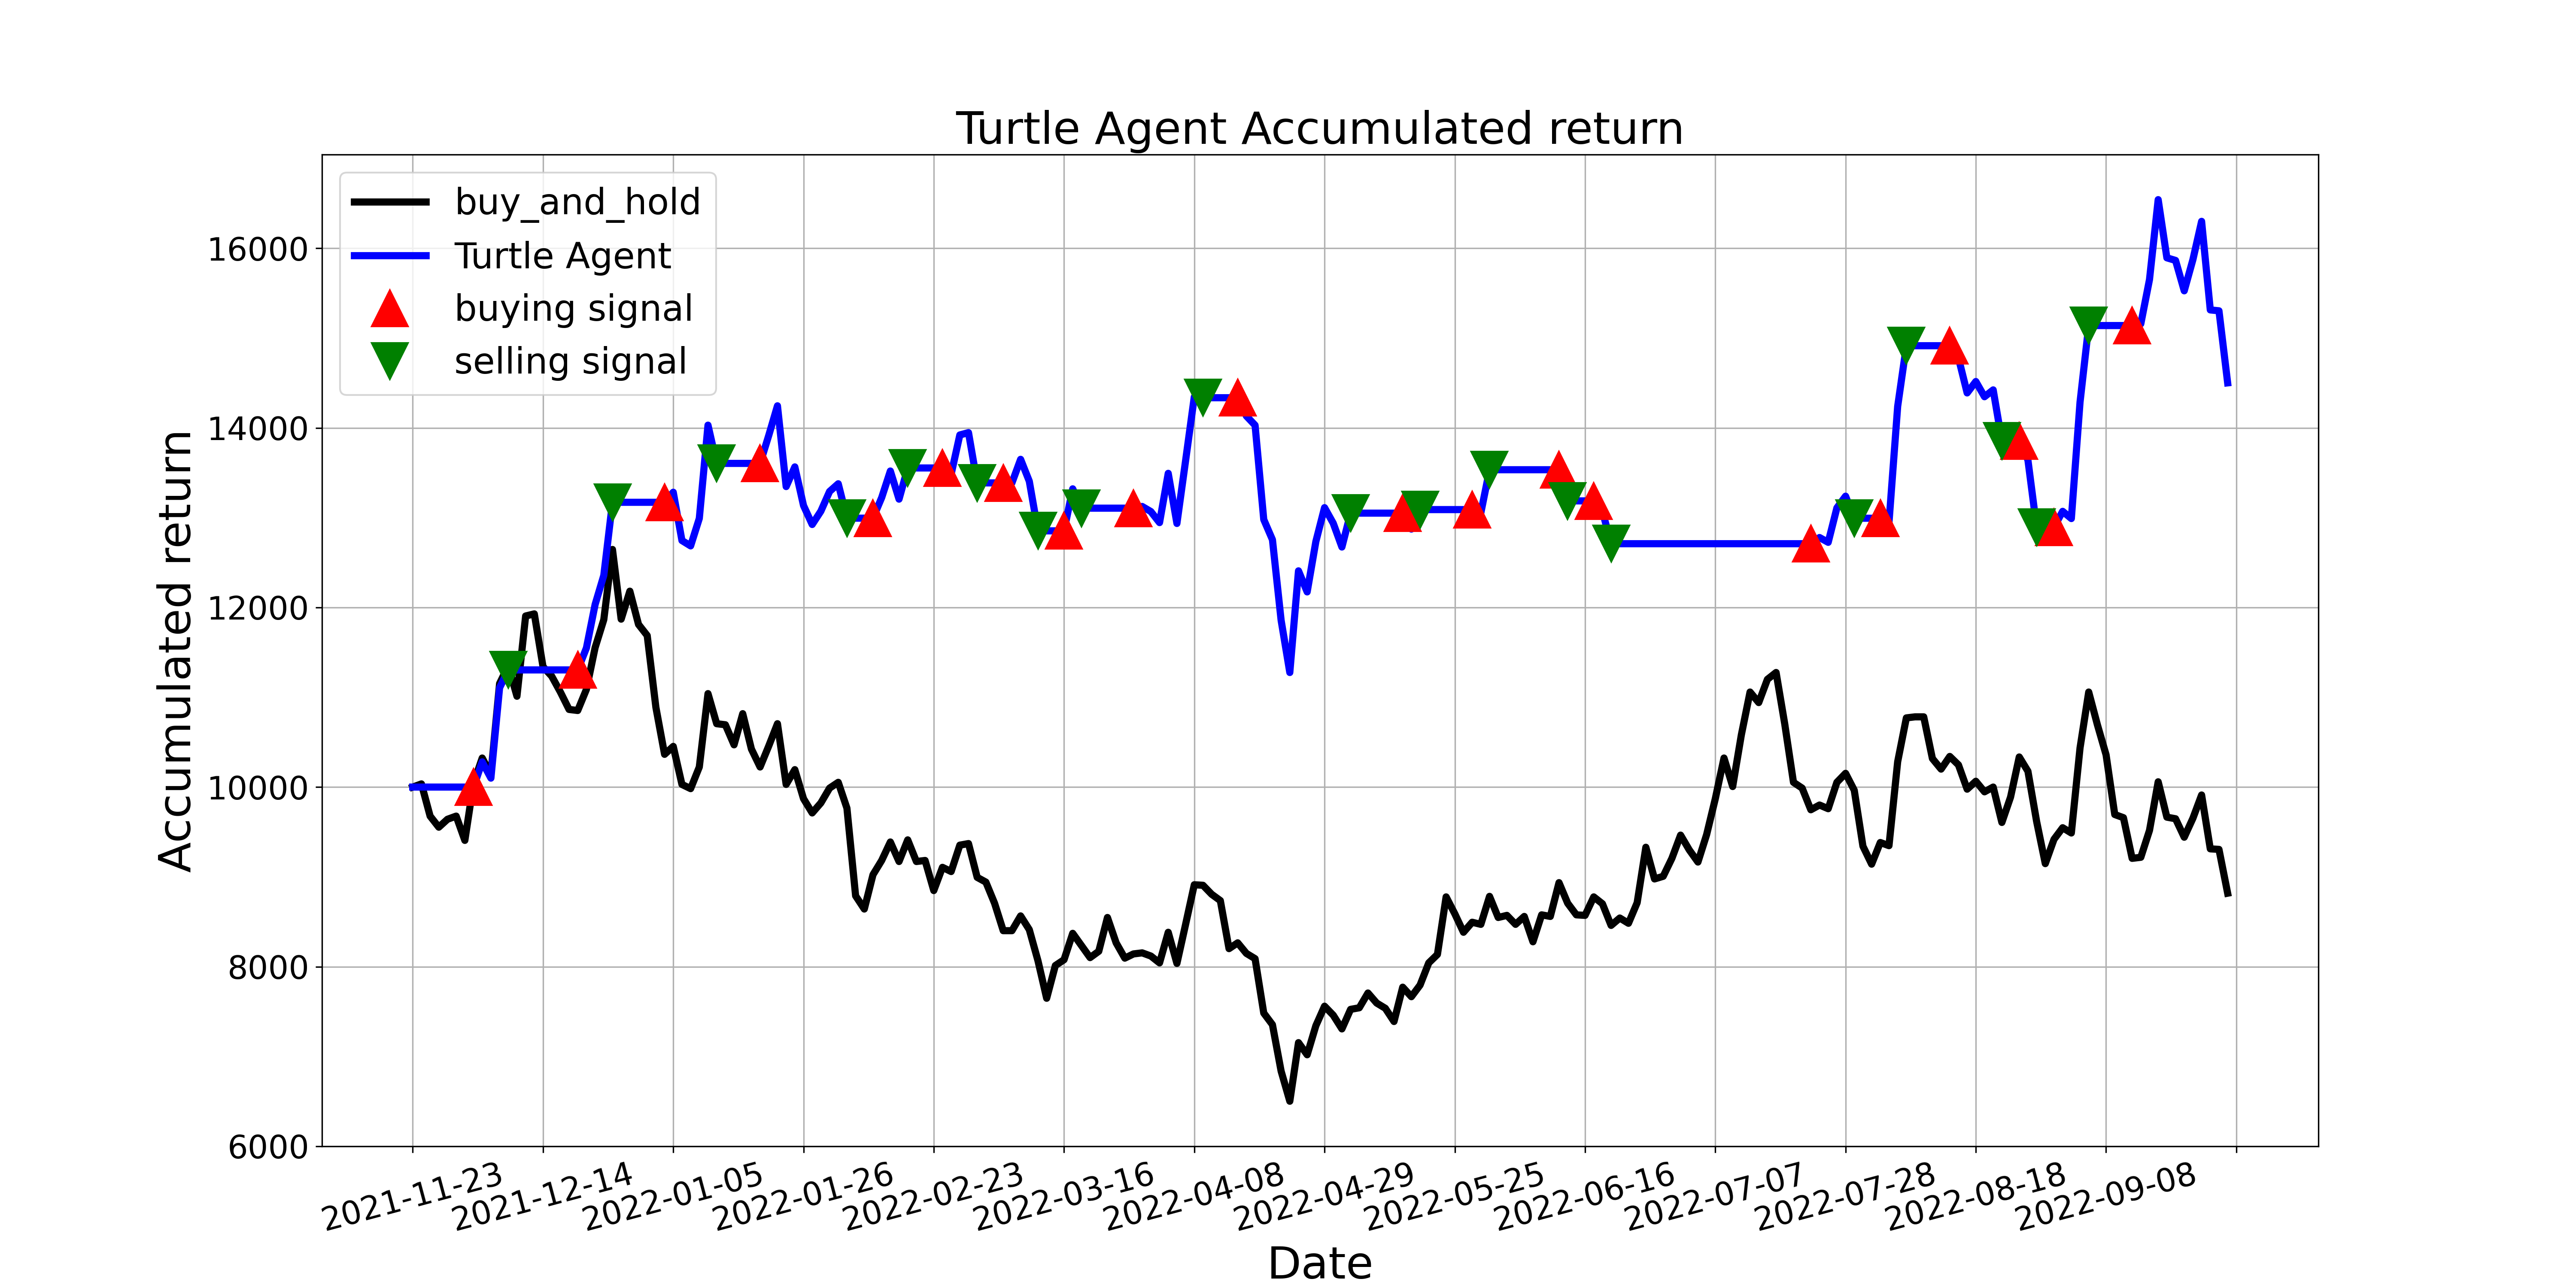 Turtle Agent Accumulated return
buy_and_hold
Turtle Agent
buying signal
selling signal
Accumulated return
16000
14000
12000
10000
8000
6000
2021-11-23
2021-12-14
2022-01-05
2022-01-26
2022-02-23
2022-03-16
2022-04-08
2022-04-29
2022-05-25
2022-06-16
2022-07-07
2022-07-28
2022-08-18
2022-09-08
Date